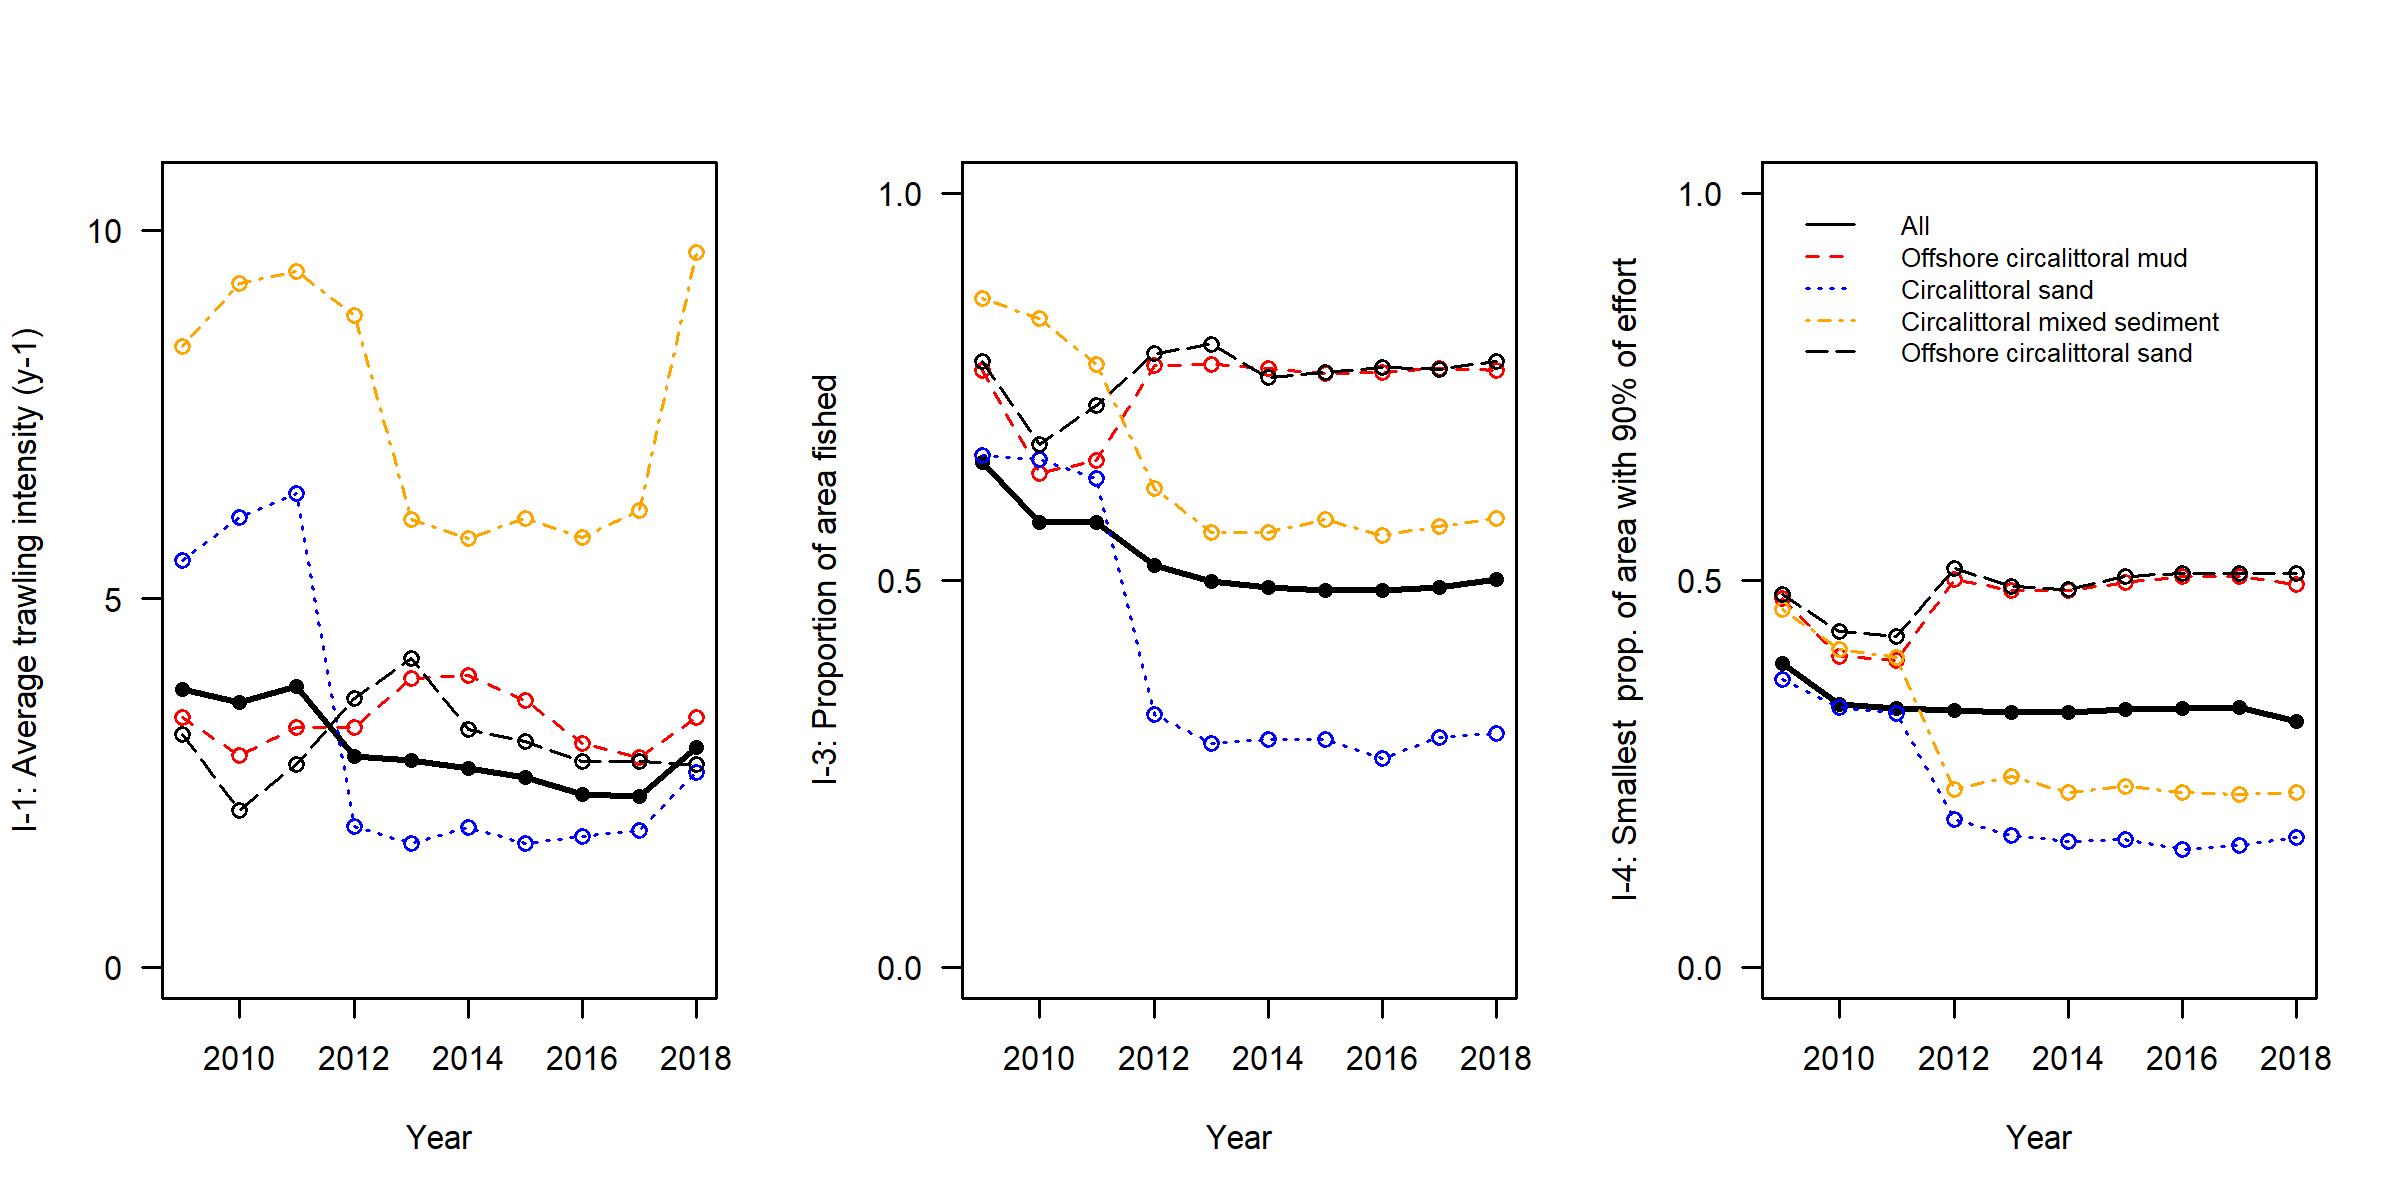 I-1: Average trawling intensity (y-1)
10
5
0
2010 2012 2014 2016 2018
Year
I-3: Proportion of area fished
1.0
0.5
0.0
2010 2012 2014 2016 2018
Year
I-4: Smallest  prop. of area with 90% of effort
1.0
0.5
0.0
All
Offshore circalittoral mud
Circalittoral sand
Circalittoral mixed sediment
Offshore circalittoral sand
2010 2012 2014 2016 2018
Year